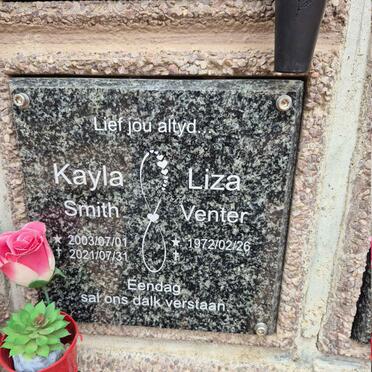 Lief jou altyd...
Kayla Liza
Smith Venter
★ 2003/07/01 ★ 1972/02/26
✝ 2021/07/31 ✝
Eendag
sal ons dalk verstaan